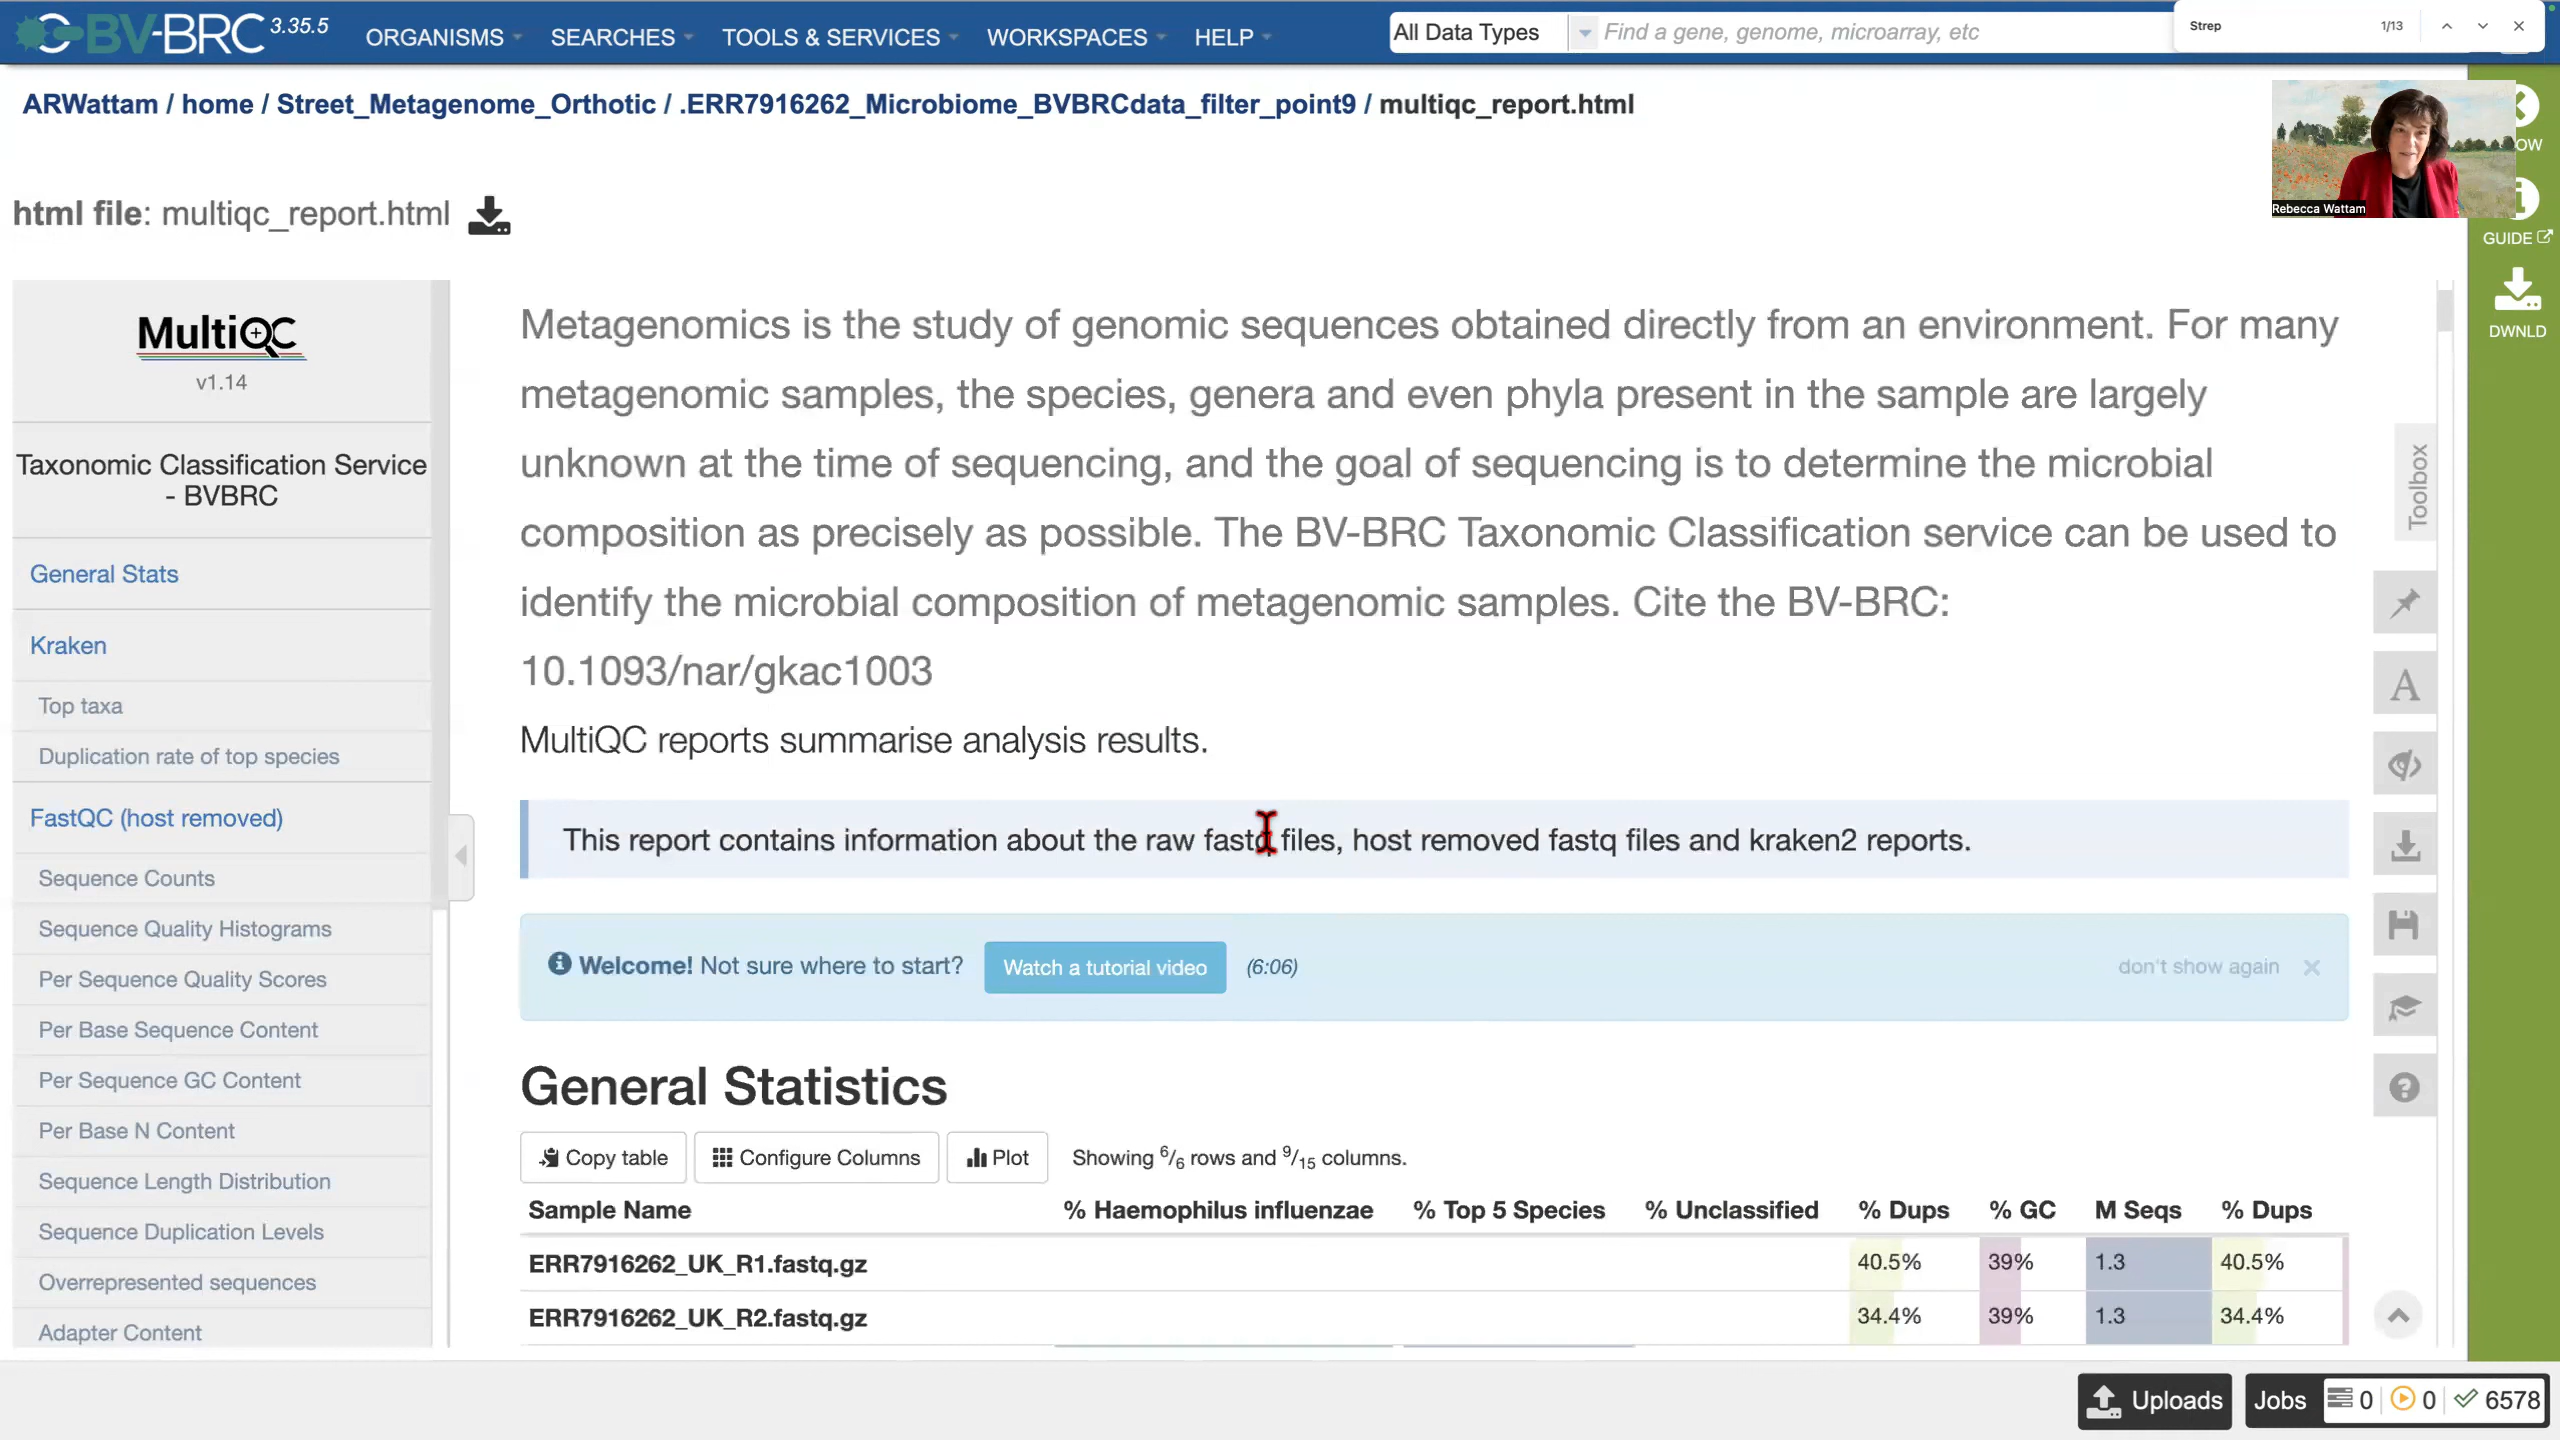 BV-BRC 3.35.5 ORGANISMS SEARCHES TOOLS & SERVICES WORKSPACES HELP All Data Types Find a gene, genome, microarray, etc Strep 1/13
ARWattam / home / Street_Metagenome_Orthotic / .ERR7916262_Microbiome_BVBRCdata_filter_point9 / multiqc_report.html
OW
Rebecca Wattam
GUIDE
DWNLD
html file: multiqc_report.html
MultiQC
v1.14
Taxonomic Classification Service
- BVBRC
General Stats
Kraken
Top taxa
Duplication rate of top species
FastQC (host removed)
Sequence Counts
Sequence Quality Histograms
Per Sequence Quality Scores
Per Base Sequence Content
Per Sequence GC Content
Per Base N Content
Sequence Length Distribution
Sequence Duplication Levels
Overrepresented sequences
Adapter Content
Metagenomics is the study of genomic sequences obtained directly from an environment. For many
metagenomic samples, the species, genera and even phyla present in the sample are largely
unknown at the time of sequencing, and the goal of sequencing is to determine the microbial
composition as precisely as possible. The BV-BRC Taxonomic Classification service can be used to
identify the microbial composition of metagenomic samples. Cite the BV-BRC:
10.1093/nar/gkac1003
MultiQC reports summarise analysis results.
This report contains information about the raw fastq files, host removed fastq files and kraken2 reports.
Welcome! Not sure where to start? Watch a tutorial video (6:06) don't show again
General Statistics
Copy table Configure Columns Plot Showing 6/6 rows and 9/15 columns.
Sample Name % Haemophilus influenzae % Top 5 Species % Unclassified % Dups % GC M Seqs % Dups
ERR7916262_UK_R1.fastq.gz 40.5% 39% 1.3 40.5%
ERR7916262_UK_R2.fastq.gz 34.4% 39% 1.3 34.4%
Toolbox
A
Uploads Jobs 0 0 6578